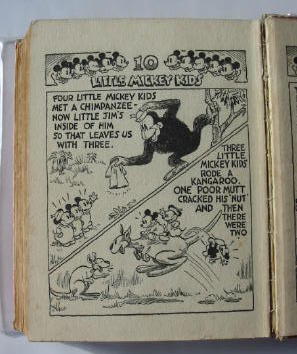 10
LITTLE MICKEY KIDS
FOUR LITTLE MICKEY KIDS
MET A CHIMPANZEE-
NOW LITTLE JIM'S
INSIDE OF HIM
SO THAT LEAVES US
WITH THREE.
THREE
LITTLE
MICKEY KIDS
RODE A
KANGAROO.
ONE POOR MUTT
CRACKED HIS 'NUT'
AND THEN
THERE
WERE
TWO